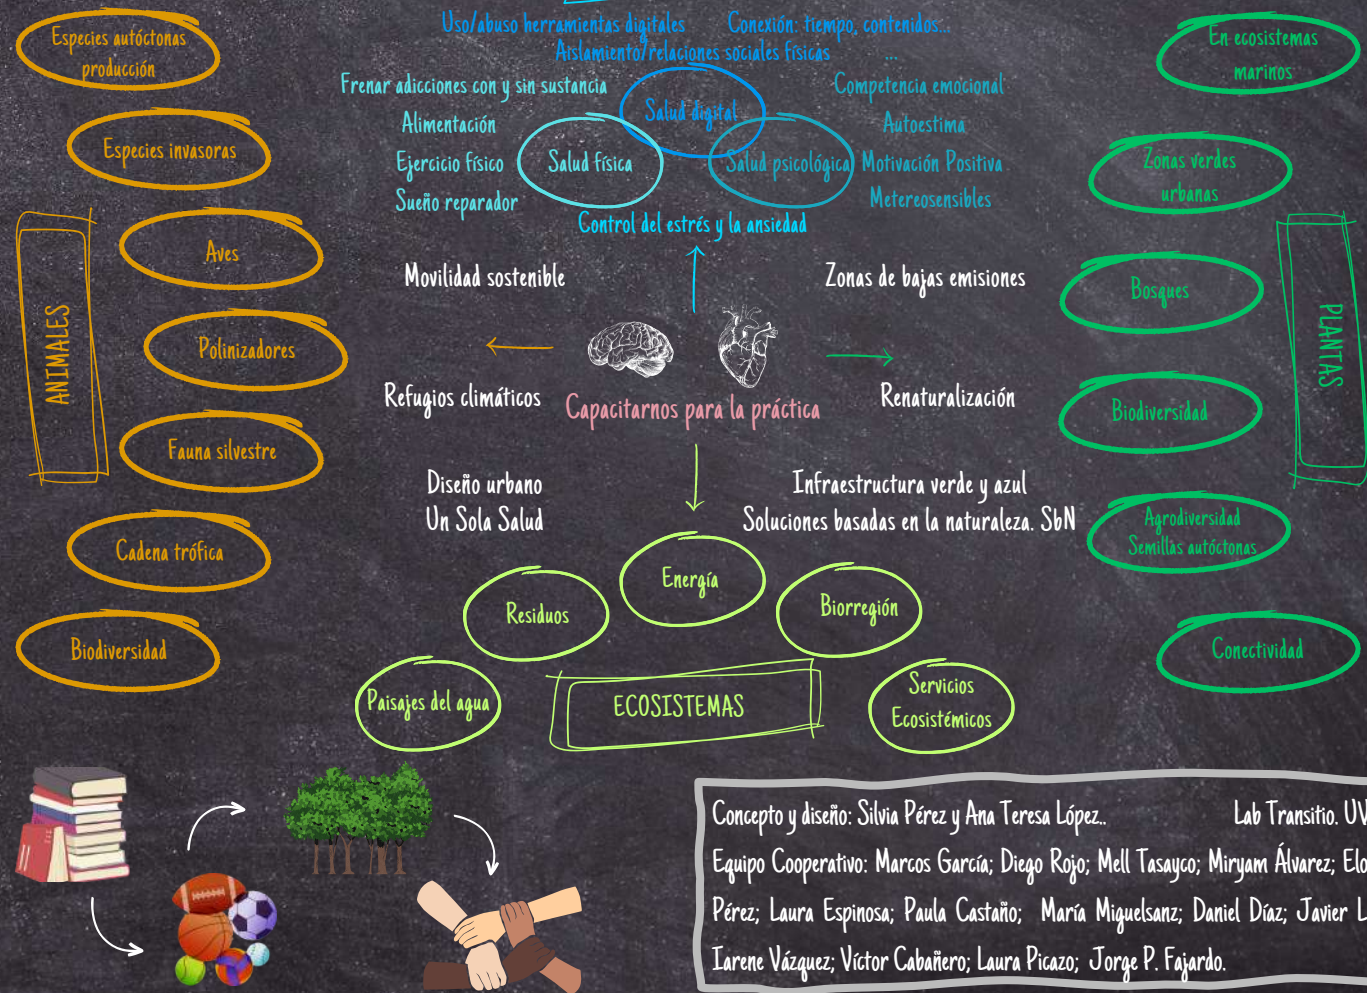 Uso/abuso herramientas digitales
Conexión: tiempo, contenidos...
Aislamiento/relaciones sociales físicas
...
Salud digital
Frenar adicciones con y sin sustancia
Alimentación
Ejercicio físico
Sueño reparador
Salud física
Salud psicológica
Competencia emocional
Autoestima
Motivación Positiva
Metereosensibles
Control del estrés y la ansiedad
ANIMALES
Especies autóctonas
producción
Especies invasoras
Aves
Polinizadores
Fauna silvestre
Cadena trófica
Biodiversidad
Movilidad sostenible
Zonas de bajas emisiones
Refugios climáticos
Capacitarnos para la práctica
Renaturalización
Diseño urbano
Un Sola Salud
Infraestructura verde y azul
Soluciones basadas en la naturaleza. SbN
PLANTAS
En ecosistemas
marinos
Zonas verdes
urbanas
Bosques
Biodiversidad
Agrodiversidad
Semillas autóctonas
Conectividad
Energía
Residuos
Biorregión
Paisajes del agua
ECOSISTEMAS
Servicios
Ecosistémicos
Concepto y diseño: Silvia Pérez y Ana Teresa López..
Lab Transitio.
Equipo Cooperativo: Marcos García; Diego Rojo; Mell Tasayco; Miryam Álvarez;
Pérez; Laura Espinosa; Paula Castaño; María Miguelsanz; Daniel Díaz; Javier
Iarene Vázquez; Víctor Cabañero; Laura Picazo; Jorge P. Fajardo.